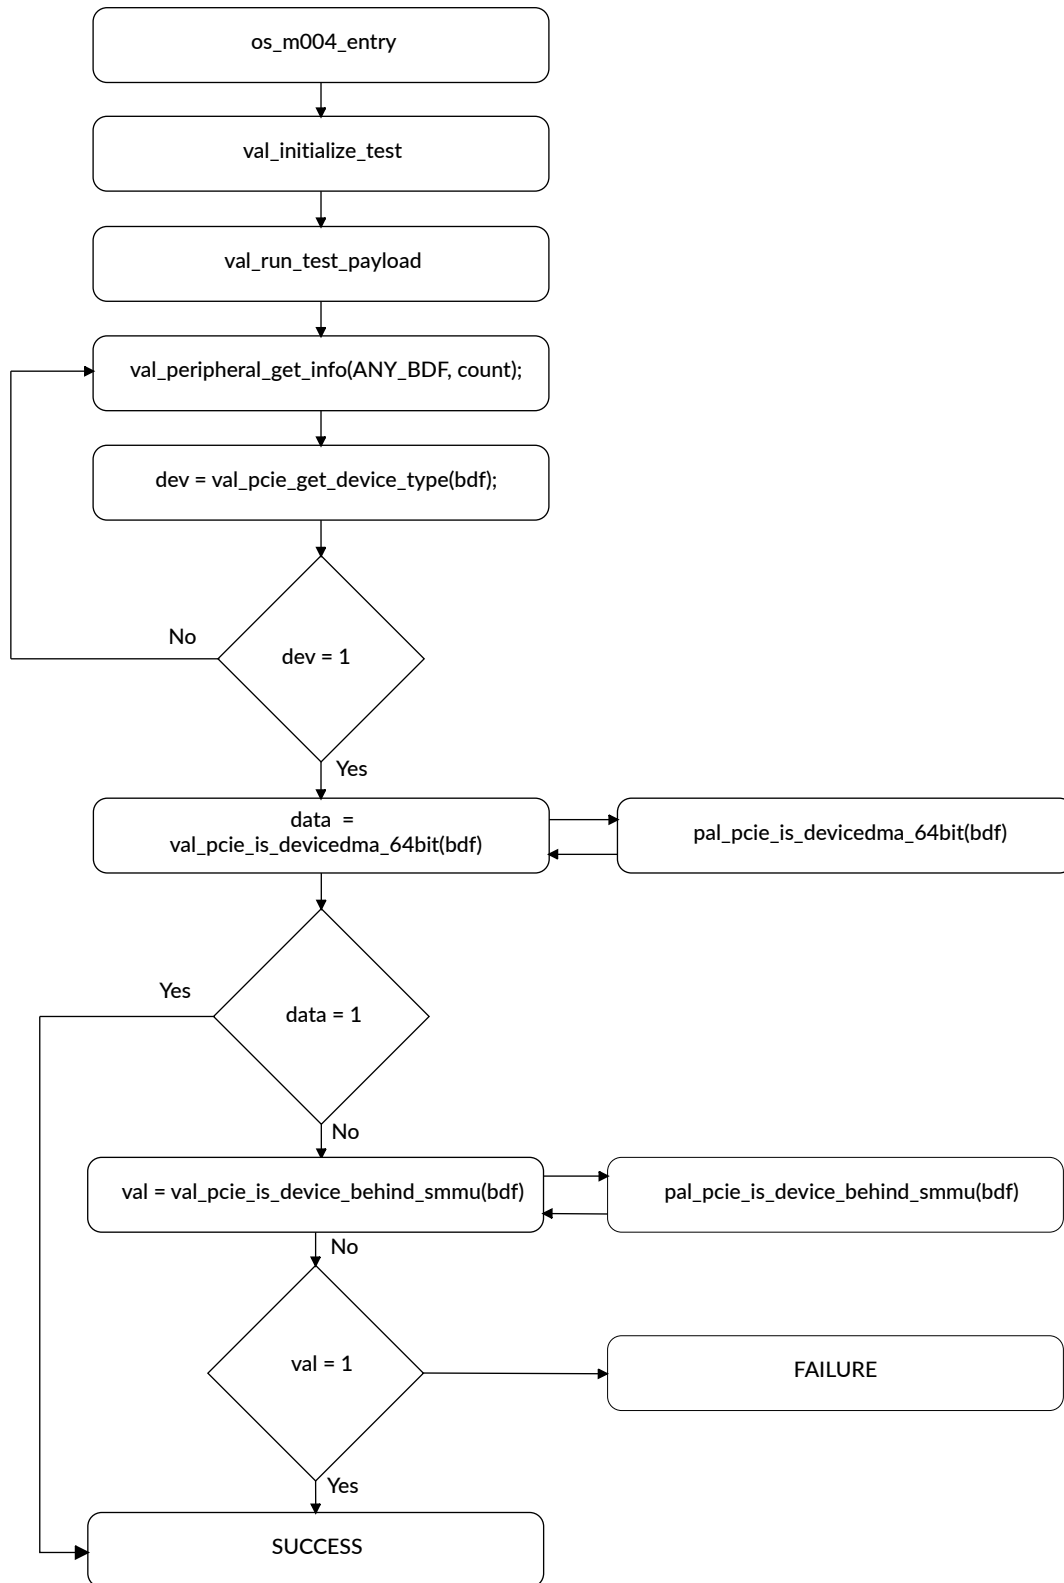 os_m004_entry
val_initialize_test
val_run_test_payload
val_peripheral_get_info(ANY_BDF, count);
dev = val_pcie_get_device_type(bdf);
No
dev = 1
Yes
data =
val_pcie_is_devicedma_64bit(bdf)
pal_pcie_is_devicedma_64bit(bdf)
Yes
data = 1
No
val = val_pcie_is_device_behind_smmu(bdf)
pal_pcie_is_device_behind_smmu(bdf)
No
val = 1
FAILURE
Yes
SUCCESS